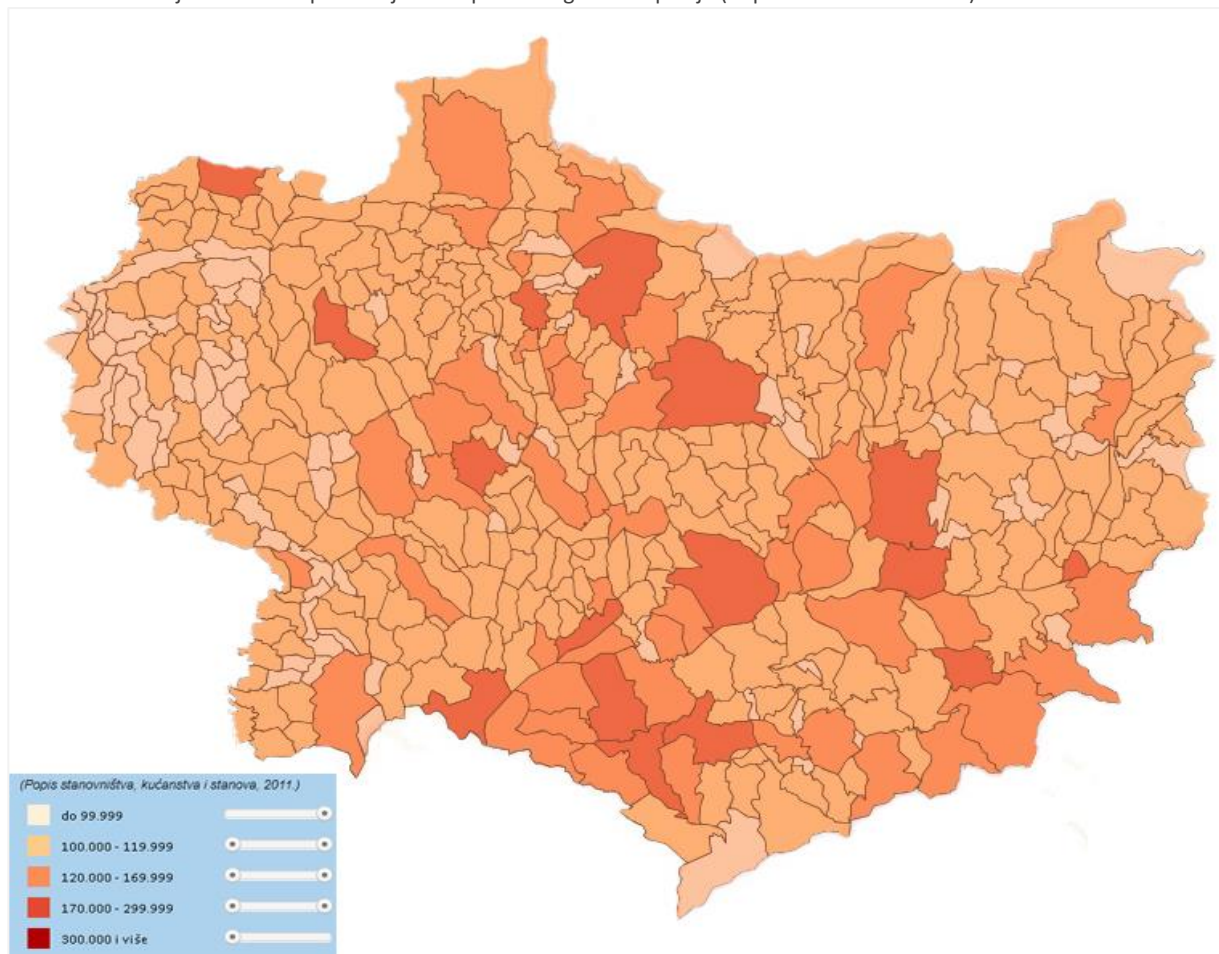 (Popis stanovništva, kućanstva i stanova, 2011.)
do 99.999
100.000 - 119.999
120.000 - 169.999
170.000 - 299.999
300.000 i više